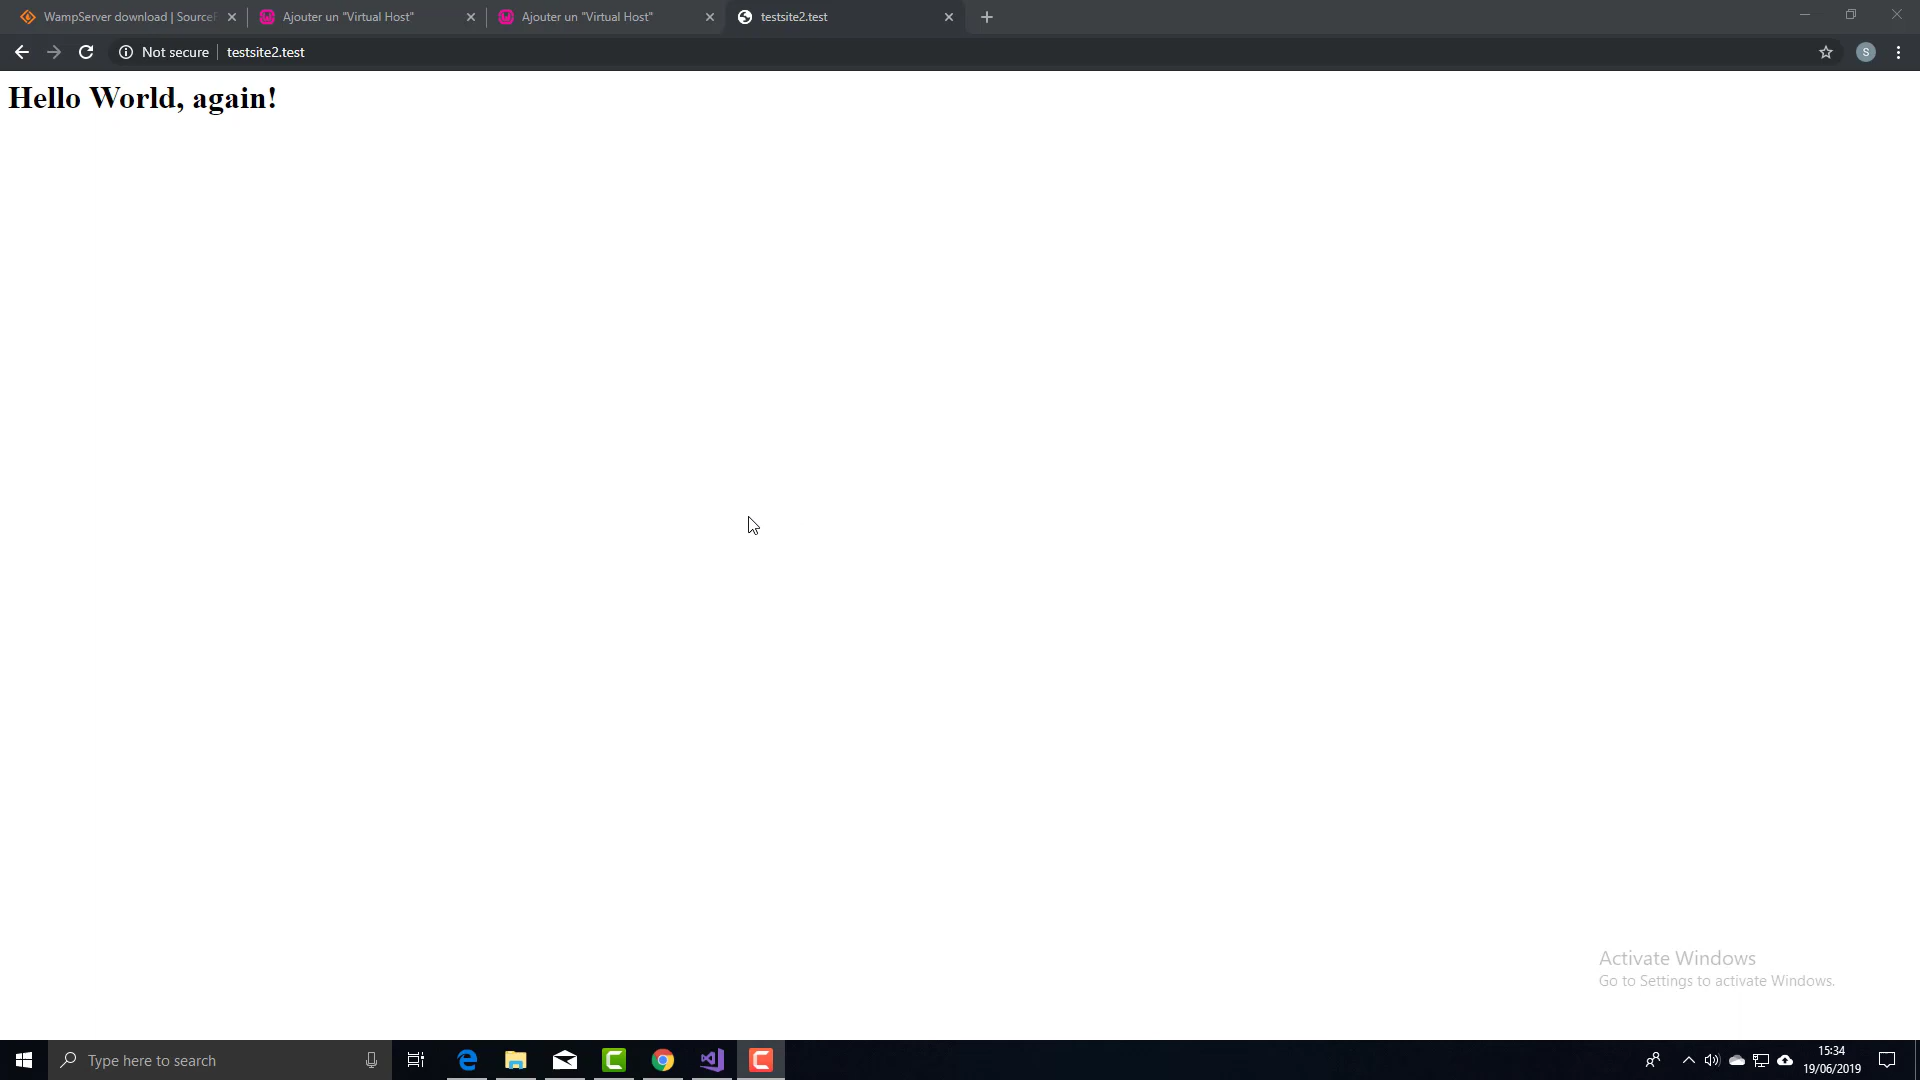 WampServer download | Source
Ajouter un "Virtual Host"
Ajouter un "Virtual Host"
testsite2.test
Not secure
testsite2.test
S
Hello World, again!
Activate Windows
Go to Settings to activate Windows.
Type here to search
15:34
19/06/2019